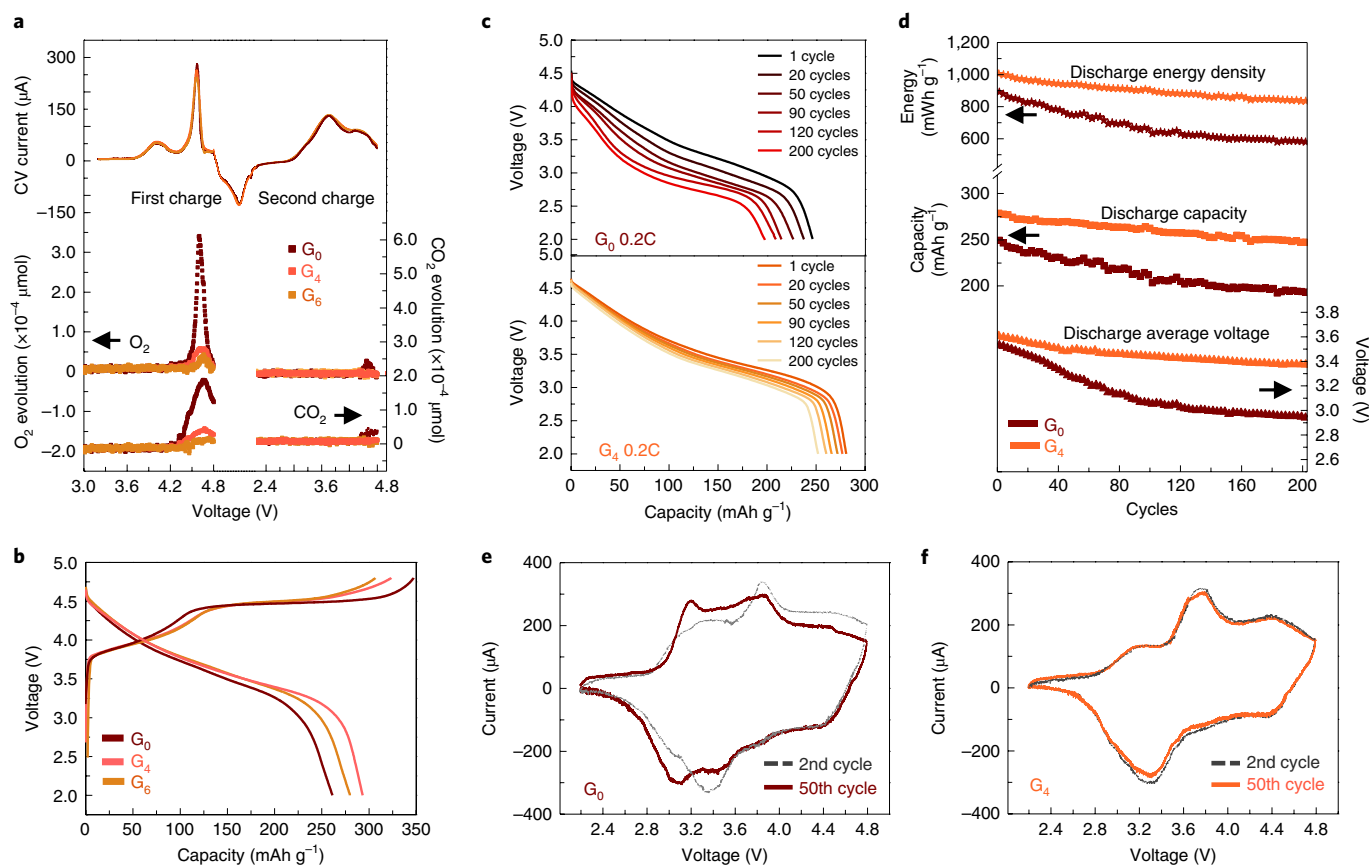 a
CV current (μA)
300
150
0
−150
First charge
Second charge
G0
G4
G6
O2 evolution (×10−4 μmol)
3.0
2.0
1.0
0
−1.0
−2.0
O2
CO2
CO2 evolution (×10−4 μmol)
6.0
5.0
4.0
3.0
2.0
1.0
0
3.0 3.6 4.2 4.8 2.4 3.6 4.8
Voltage (V)
b
Voltage (V)
5.0
4.5
4.0
3.5
3.0
2.5
2.0
G0
G4
G6
0 50 100 150 200 250 300 350
Capacity (mAh g−1)
c
Voltage (V)
5.0
4.5
4.0
3.5
3.0
2.5
2.0
1 cycle
20 cycles
50 cycles
90 cycles
120 cycles
200 cycles
G0 0.2C
Voltage (V)
5.0
4.5
4.0
3.5
3.0
2.5
2.0
1 cycle
20 cycles
50 cycles
90 cycles
120 cycles
200 cycles
G4 0.2C
0 50 100 150 200 250 300
Capacity (mAh g−1)
d
Energy
(mWh g−1)
1,200
1,000
800
600
Discharge energy density
Capacity
(mAh g−1)
300
250
200
Discharge capacity
Discharge average voltage
3.8
3.6
3.4
3.2
3.0
2.9
2.8
2.6
Voltage (V)
G0
G4
0 40 80 120 160 200
Cycles
e
Current (μA)
400
200
0
−200
−400
G0
2nd cycle
50th cycle
2.4 2.8 3.2 3.6 4.0 4.4 4.8
Voltage (V)
f
Current (μA)
400
200
0
−200
−400
G4
2nd cycle
50th cycle
2.4 2.8 3.2 3.6 4.0 4.4 4.8
Voltage (V)